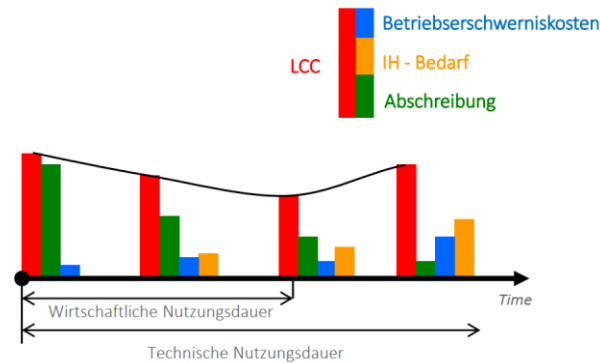 Betriebserschwerniskosten
LCC
IH - Bedarf
Abschreibung
Time
Wirtschaftliche Nutzungsdauer
Technische Nutzungsdauer